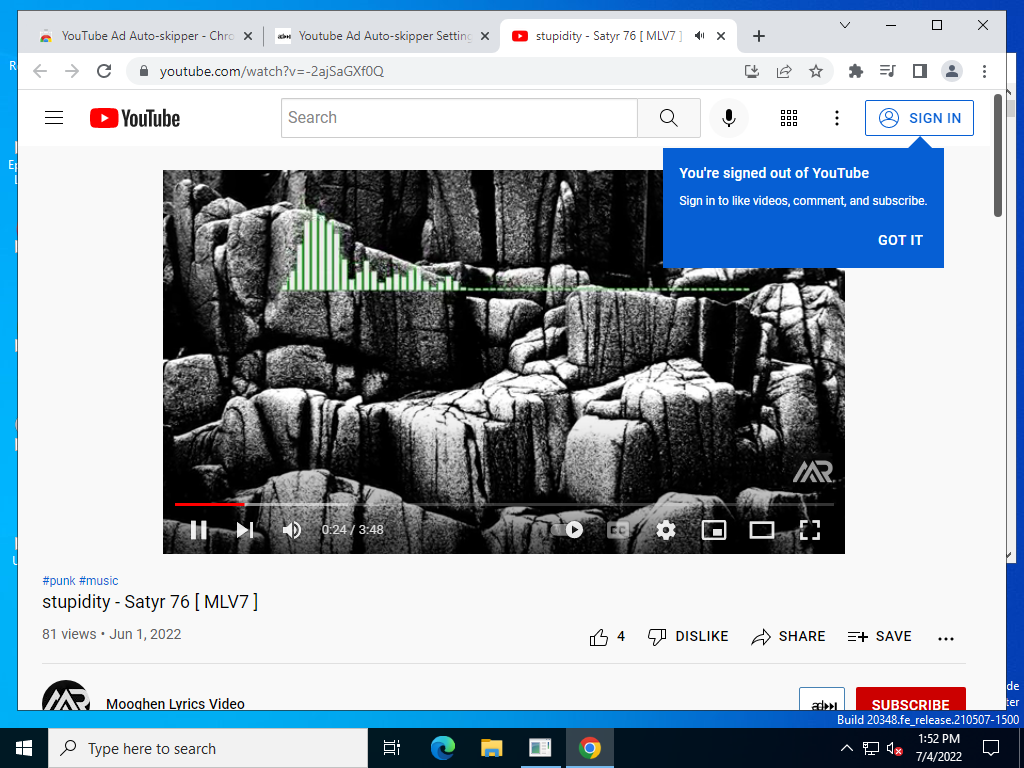 YouTube Ad Auto-skipper - Chro
Youtube Ad Auto-skipper Setting
stupidity - Satyr 76 [ MLV7 ]
youtube.com/watch?v=-2ajSaGXf0Q
YouTube
Search
SIGN IN
You're signed out of YouTube
Sign in to like videos, comment, and subscribe.
GOT IT
0:24 / 3:48
CC
#punk #music
stupidity - Satyr 76 [ MLV7 ]
81 views • Jun 1, 2022
4
DISLIKE
SHARE
SAVE
Mooghen Lyrics Video
SUBSCRIBE
Build 20348.fe_release.210507-1500
Type here to search
1:52 PM
7/4/2022